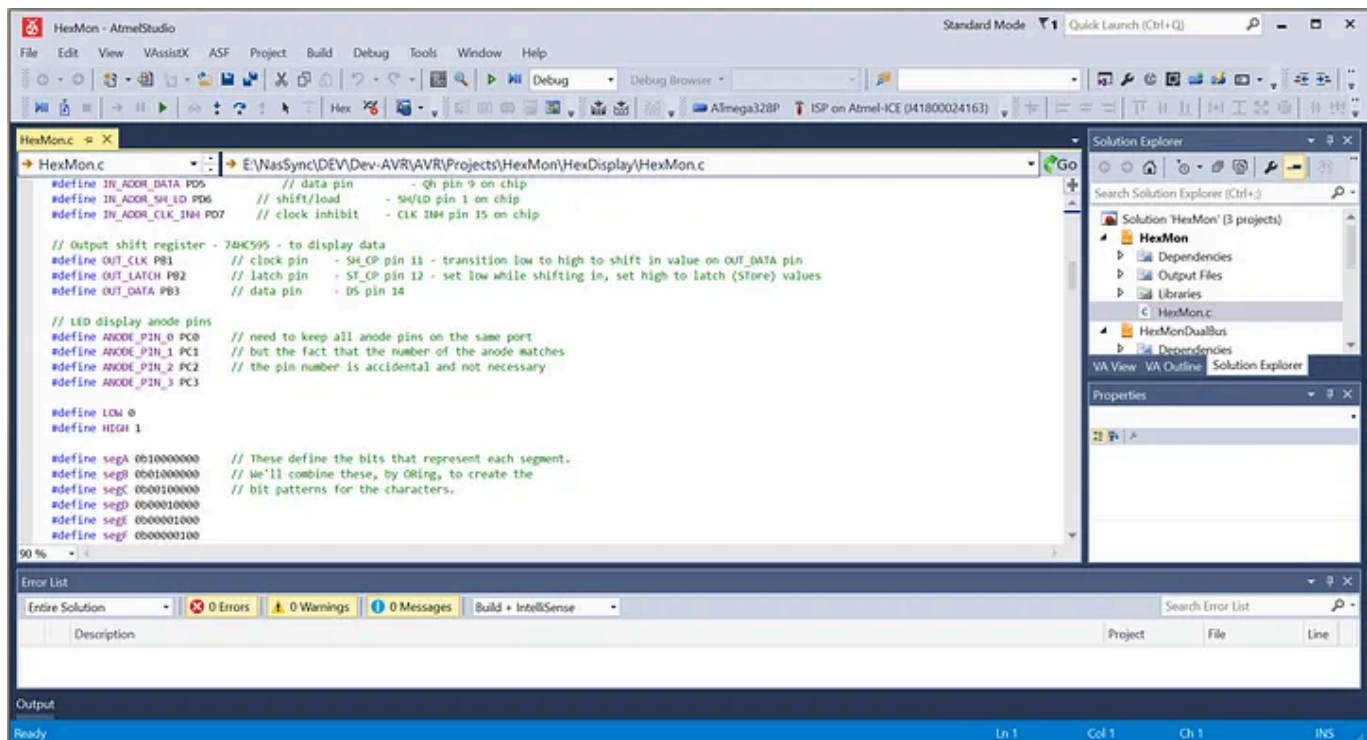 HexMon - AtmelStudio
Standard Mode
1
Quick Launch (Ctrl+Q)
File Edit View VAssistX ASF Project Build Debug Tools Window Help
Debug
Debug Browser
Hex
ATmega328P
ISP on Atmel-ICE (J41800024163)
HexMon.c
HexMon.c
E:\NasSync\DEV\Dev-AVR\AVR\Projects\HexMon\HexDisplay\HexMon.c
Go
#define IN_ADDR_DATA PD5 // data pin - Qh pin 9 on chip
#define IN_ADDR_SH_LD PD6 // shift/load - SH/LD pin 1 on chip
#define IN_ADDR_CLK_INH PD7 // clock inhibit - CLK INH pin 15 on chip
// Output shift register - 74HC595 - to display data
#define OUT_CLK PB1 // clock pin - SH_CP pin 11 - transition low to high to shift in value on OUT_DATA pin
#define OUT_LATCH PB2 // latch pin - ST_CP pin 12 - set low while shifting in, set high to latch (STore) values
#define OUT_DATA PB3 // data pin - DS pin 14
// LED display anode pins
#define ANODE_PIN_0 PC0 // need to keep all anode pins on the same port
#define ANODE_PIN_1 PC1 // but the fact that the number of the anode matches
#define ANODE_PIN_2 PC2 // the pin number is accidental and not necessary
#define ANODE_PIN_3 PC3
#define LOW 0
#define HIGH 1
#define segA 0b10000000 // These define the bits that represent each segment.
#define segB 0b01000000 // We'll combine these, by ORing, to create the
#define segC 0b00100000 // bit patterns for the characters.
#define segD 0b00010000
#define segE 0b00001000
#define segF 0b00000100
90 %
Solution Explorer
Search Solution Explorer (Ctrl+;)
Solution 'HexMon' (3 projects)
HexMon
Dependencies
Output Files
Libraries
HexMon.c
HexMonDualBus
Dependencies
VA View VA Outline Solution Explorer
Properties
Error List
Entire Solution
0 Errors
0 Warnings
0 Messages
Build + IntelliSense
Search Error List
Description Project File Line
Output
Ready Ln 1 Col 1 Ch 1 INS